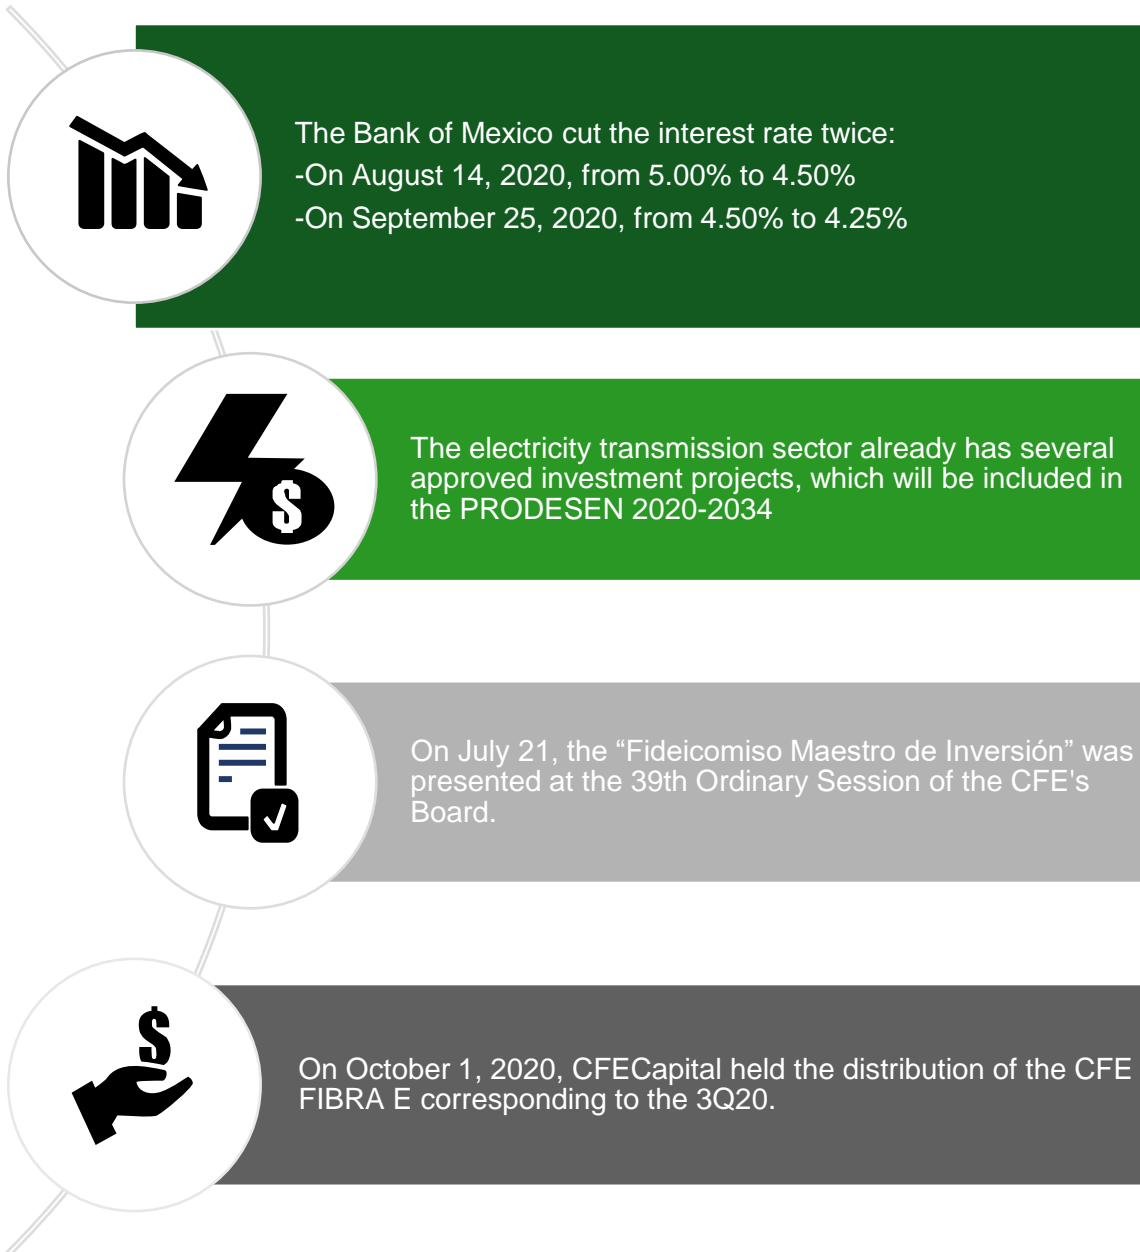 The Bank of Mexico cut the interest rate twice:
-On August 14, 2020, from 5.00% to 4.50%
-On September 25, 2020, from 4.50% to 4.25%
$
The electricity transmission sector already has several
approved investment projects, which will be included in
the PRODESEN 2020-2034
On July 21, the “Fideicomiso Maestro de Inversión” was
presented at the 39th Ordinary Session of the CFE's
Board.
$
On October 1, 2020, CFECapital held the distribution of the CFE
FIBRA E corresponding to the 3Q20.